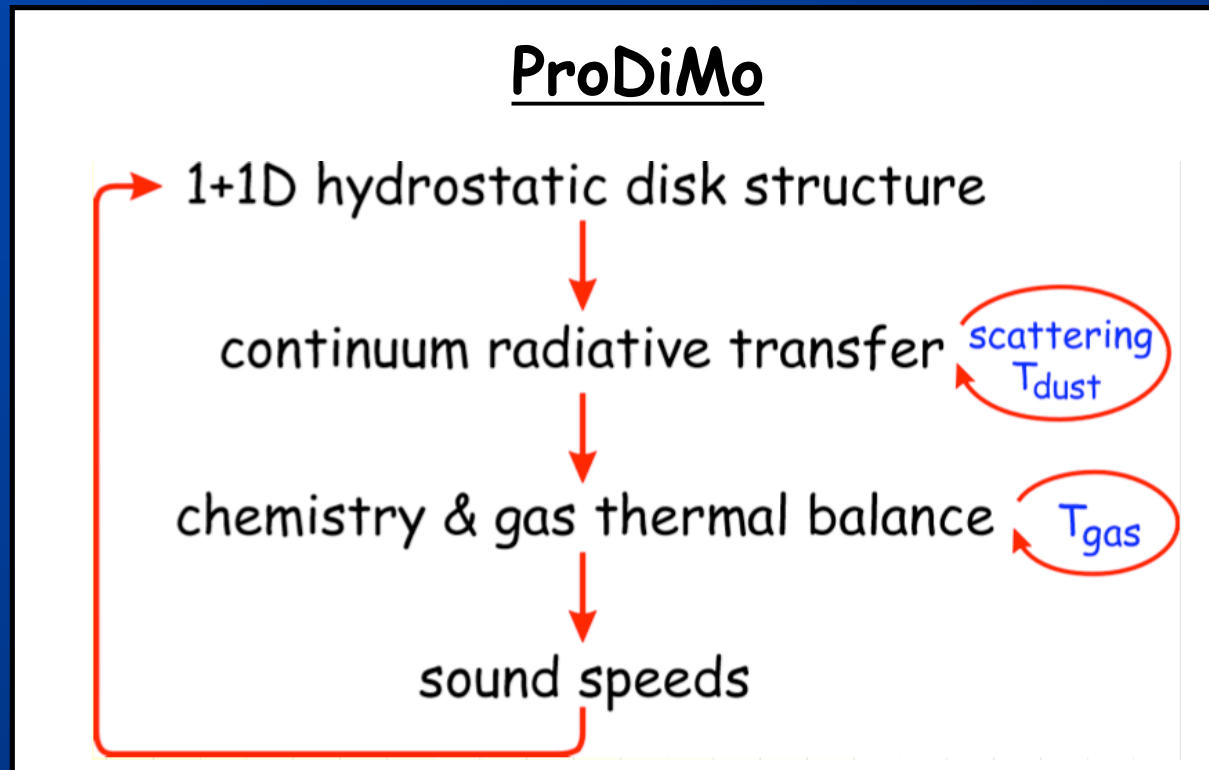 ProDiMo
1+1D hydrostatic disk structure
continuum radiative transfer
scattering
Tdust
chemistry & gas thermal balance
Tgas
sound speeds